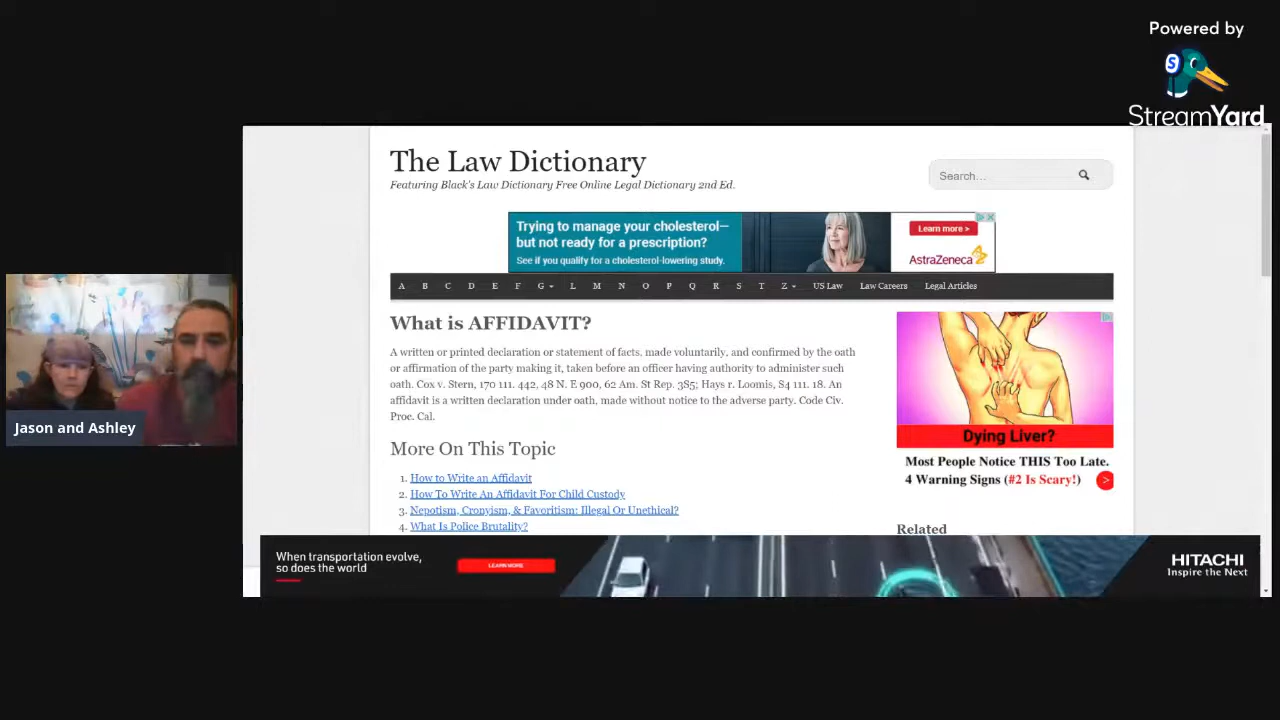 Powered by
S
StreamYard
The Law Dictionary
Featuring Black's Law Dictionary Free Online Legal Dictionary 2nd Ed.
Search...
Trying to manage your cholesterol—
but not ready for a prescription?
See if you qualify for a cholesterol-lowering study.
Learn more >
AstraZeneca
A B C D E F G L M N O P Q R S T Z US Law Law Careers Legal Articles
What is AFFIDAVIT?
A written or printed declaration or statement of facts, made voluntarily, and confirmed by the oath
or affirmation of the party making it, taken before an officer having authority to administer such
oath. Cox v. Stern, 170 111. 442, 48 N. E 900, 62 Am. St Rep. 3S5; Hays r. Loomis, S4 111. 18. An
affidavit is a written declaration under oath, made without notice to the adverse party. Code Civ.
Proc. Cal.
More On This Topic
1. How to Write an Affidavit
2. How To Write An Affidavit For Child Custody
3. Nepotism, Cronyism, & Favoritism: Illegal Or Unethical?
4. What Is Police Brutality?
Dying Liver?
Most People Notice THIS Too Late.
4 Warning Signs (#2 Is Scary!)
>
Related
Jason and Ashley
When transportation evolve,
so does the world
LEARN MORE
HITACHI
Inspire the Next